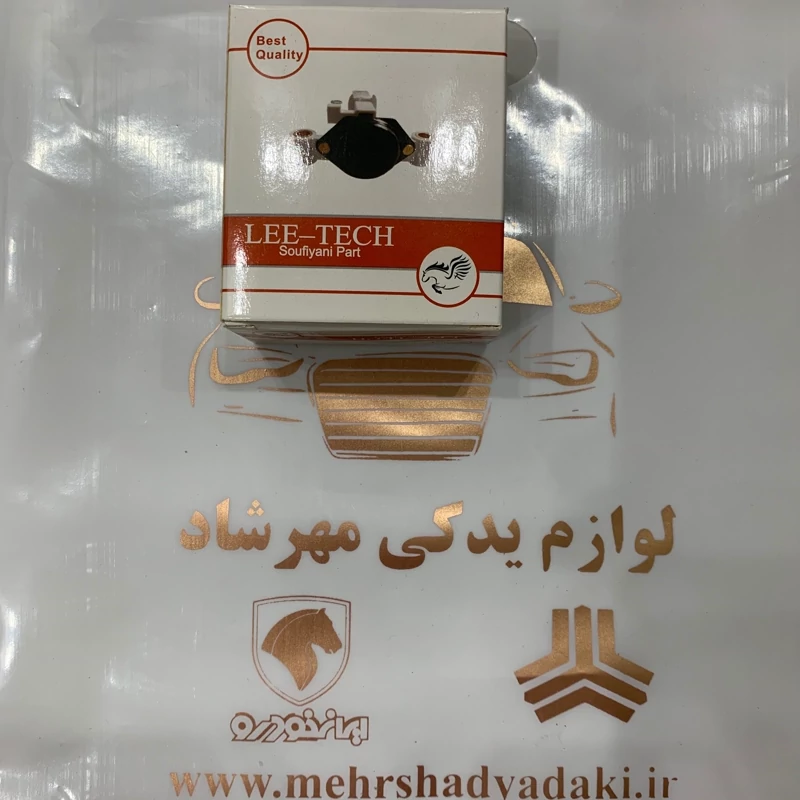 Best
Quality
LEE-TECH
Soufiyani Part
لوازم یدکی مهرشاد
ایران خودرو
www.mehrshadyadaki.ir